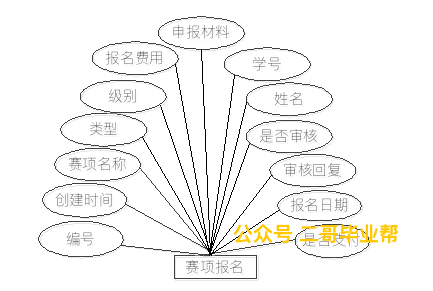 申报材料
报名费用
学号
级别
姓名
类型
是否审核
赛项名称
审核回复
创建时间
报名日期
编号
是否支付
公众号 二哥毕业帮
赛项报名